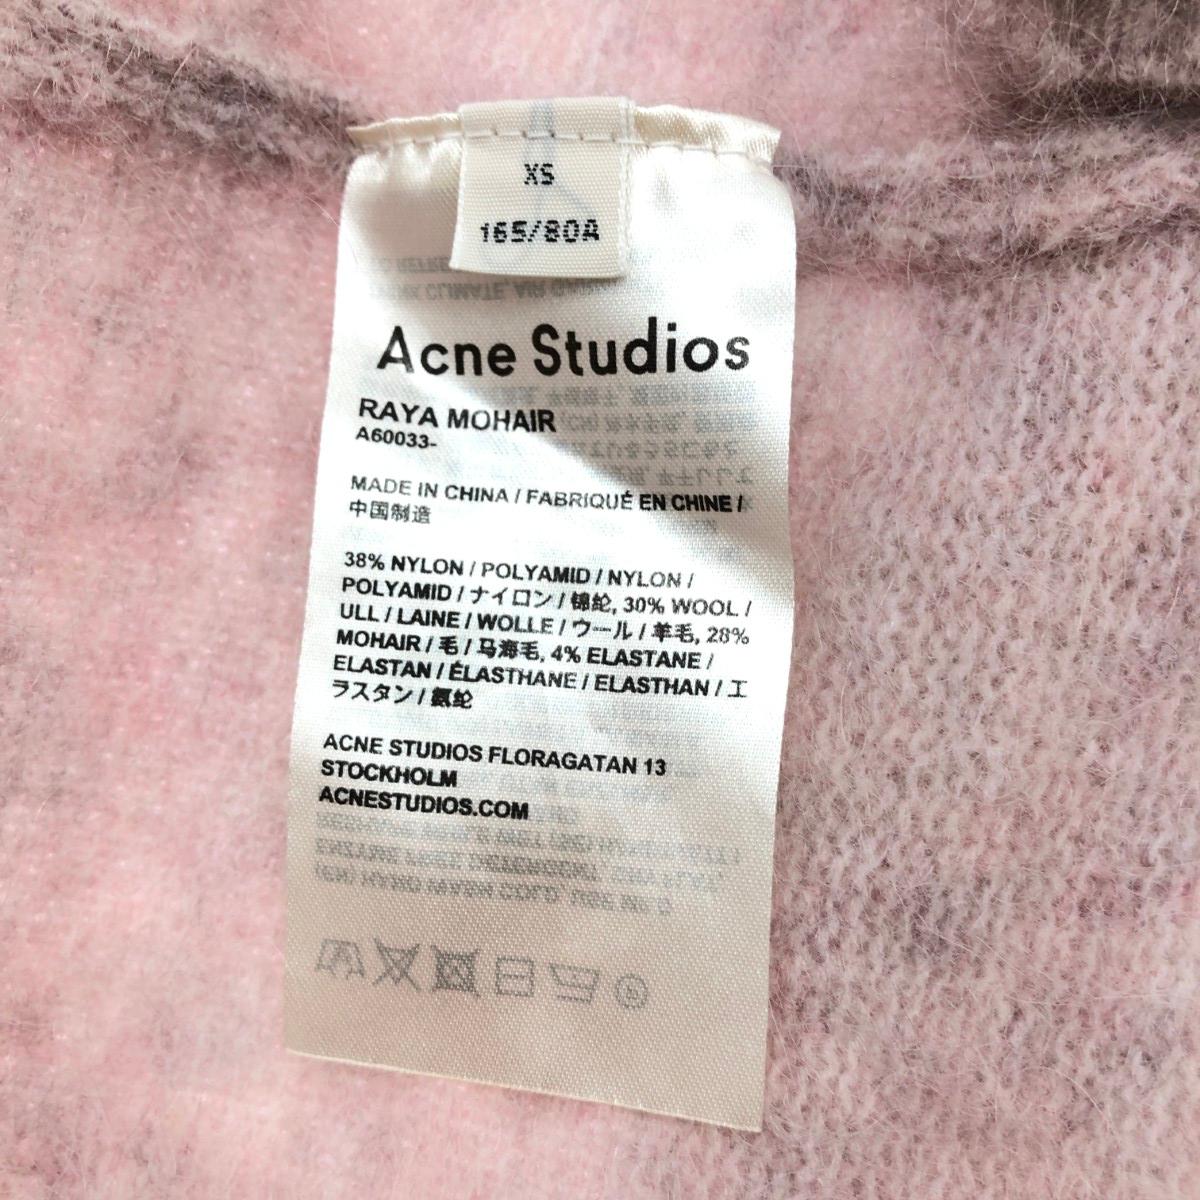 XS
165/80A
Acne Studios
RAYA MOHAIR
A60033-
MADE IN CHINA / FABRIQUÉ EN CHINE /
中国制造
38% NYLON / POLYAMID / NYLON /
POLYAMID / ナイロン / 锦纶, 30% WOOL /
ULL / LAINE / WOLLE / ウール / 羊毛, 28%
MOHAIR / 毛 / 马海毛, 4% ELASTANE /
ELASTAN / ÉLASTHANE / ELASTHAN / エ
ラスタン / 氨纶
ACNE STUDIOS FLORAGATAN 13
STOCKHOLM
ACNESTUDIOS.COM